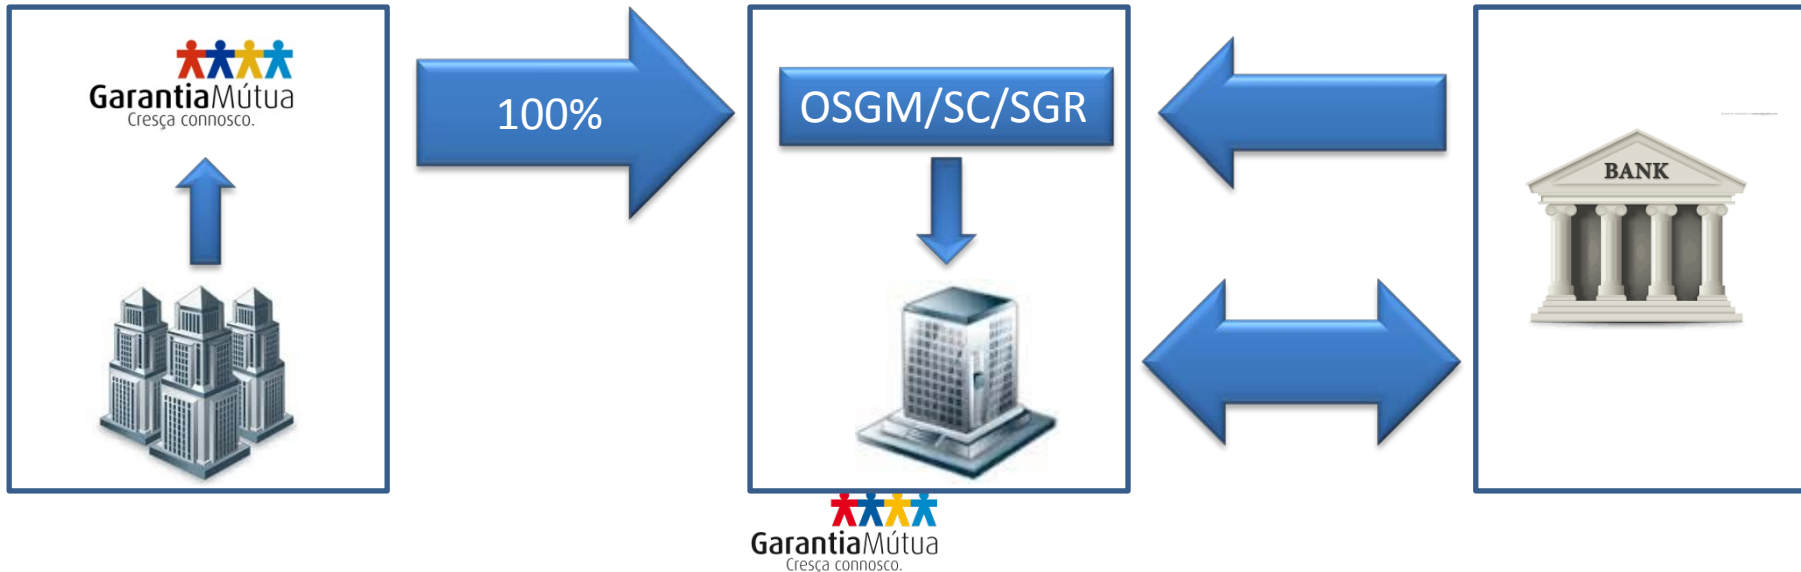 GarantiaMútua
Cresça connosco.
100%
OSGM/SC/SGR
BANK
GarantiaMútua
Cresça connosco.